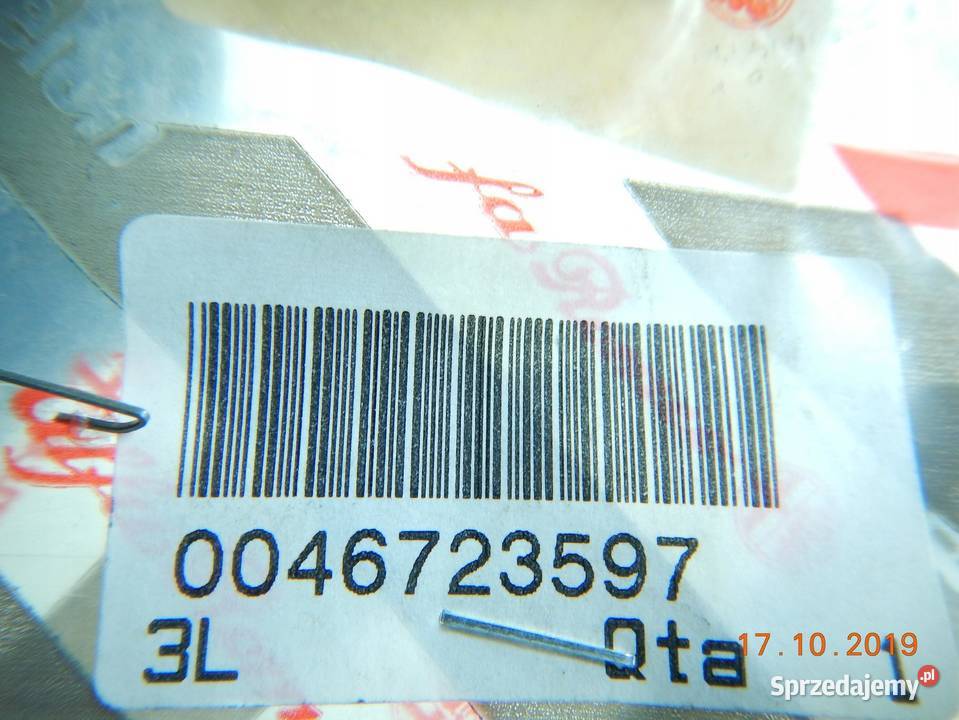 0046723597
3L Qta 1
17.10.2019
Sprzedajemy.pl